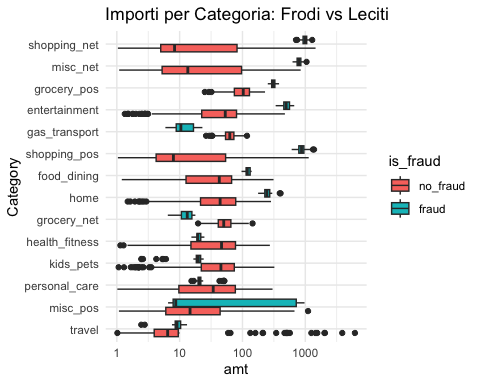 Importi per Categoria: Frodi vs Leciti
shopping_net
misc_net
grocery_pos
entertainment
gas_transport
shopping_pos
food_dining
home
grocery_net
health_fitness
kids_pets
personal_care
misc_pos
travel
Category
1 10 100 1000
amt
is_fraud
no_fraud
fraud